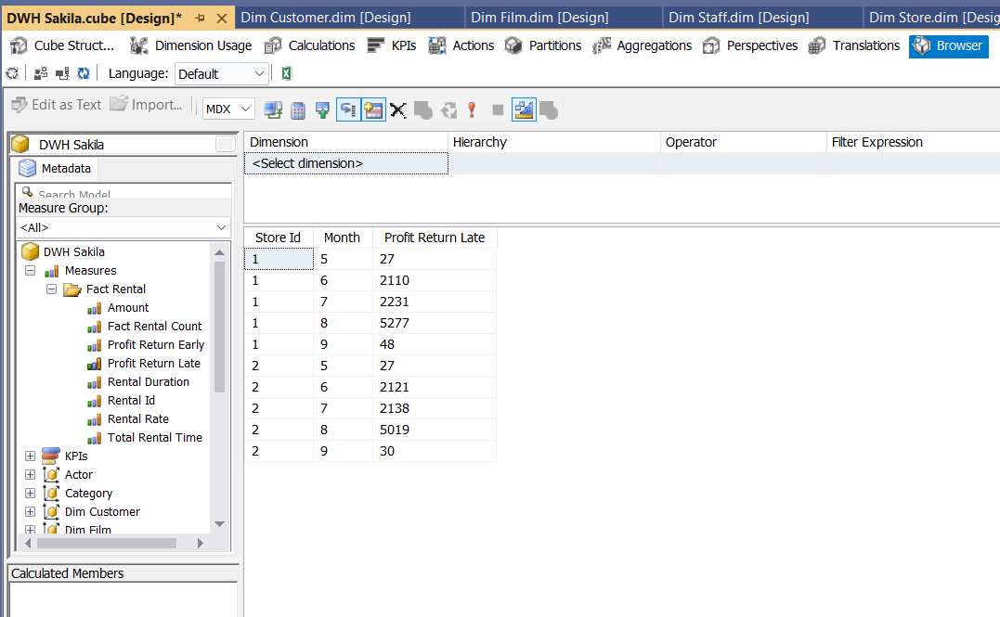 DWH Sakila.cube [Design]* Dim Customer.dim [Design] Dim Film.dim [Design] Dim Staff.dim [Design] Dim Store.dim [Desig
Cube Struct... Dimension Usage Calculations KPIs Actions Partitions Aggregations Perspectives Translations Browser
Language: Default
Edit as Text Import... MDX
DWH Sakila
Metadata
Search Model
Measure Group:
<All>
DWH Sakila
Measures
Fact Rental
Amount
Fact Rental Count
Profit Return Early
Profit Return Late
Rental Duration
Rental Id
Rental Rate
Total Rental Time
KPIs
Actor
Category
Dim Customer
Dim Film
Calculated Members
Dimension Hierarchy Operator Filter Expression
<Select dimension>
Store Id Month Profit Return Late
1 5 27
1 6 2110
1 7 2231
1 8 5277
1 9 48
2 5 27
2 6 2121
2 7 2138
2 8 5019
2 9 30